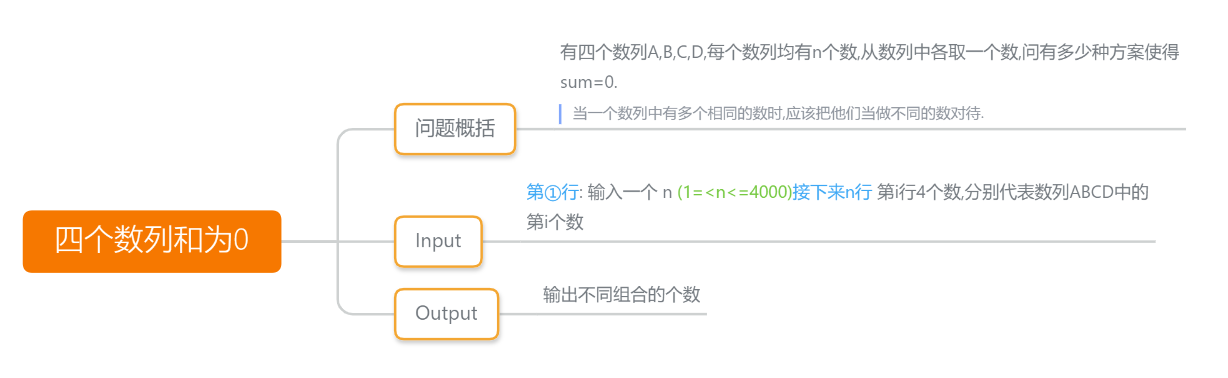 四个数列和为0
问题概括
有四个数列A,B,C,D,每个数列均有n个数,从数列中各取一个数,问有多少种方案使得
sum=0.
当一个数列中有多个相同的数时,应该把他们当做不同的数对待.
Input
第①行: 输入一个 n (1=<n<=4000)接下来n行 第i行4个数,分别代表数列ABCD中的
第i个数
Output
输出不同组合的个数